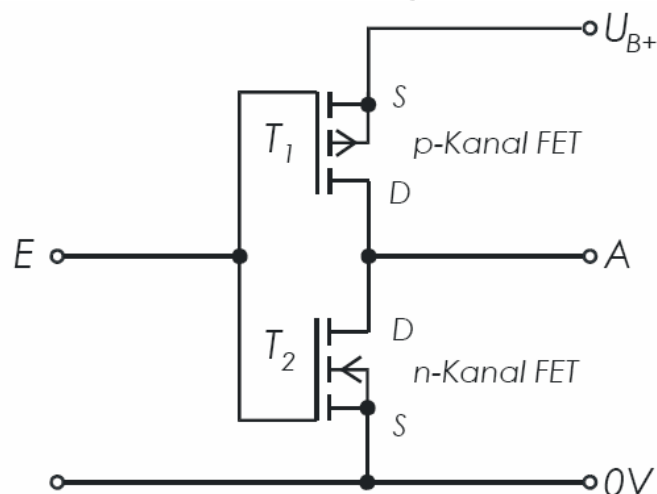 U_B+
S
T_1
p-Kanal FET
D
E
A
D
T_2
n-Kanal FET
S
0V